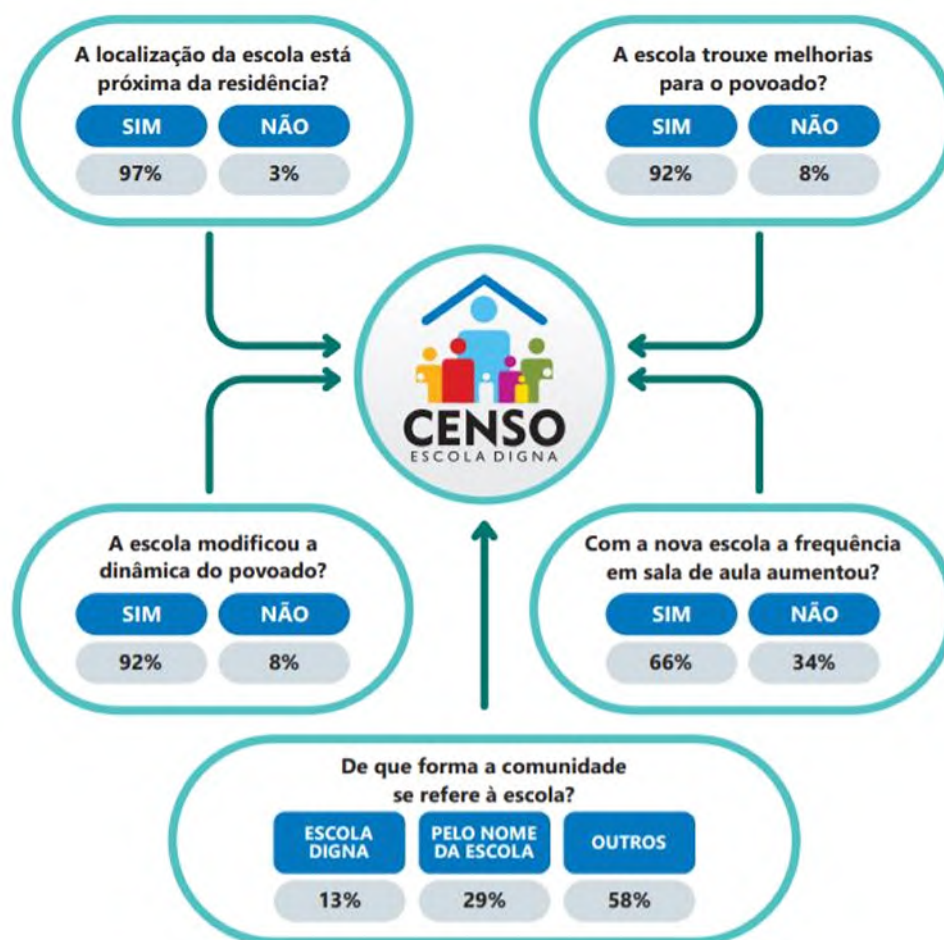 A localização da escola está
próxima da residência?
SIM NÃO
97% 3%
A escola trouxe melhorias
para o povoado?
SIM NÃO
92% 8%
CENSO
ESCOLA DIGNA
A escola modificou a
dinâmica do povoado?
SIM NÃO
92% 8%
Com a nova escola a frequência
em sala de aula aumentou?
SIM NÃO
66% 34%
De que forma a comunidade
se refere à escola?
ESCOLA
DIGNA
PELO NOME
DA ESCOLA
OUTROS
13% 29% 58%